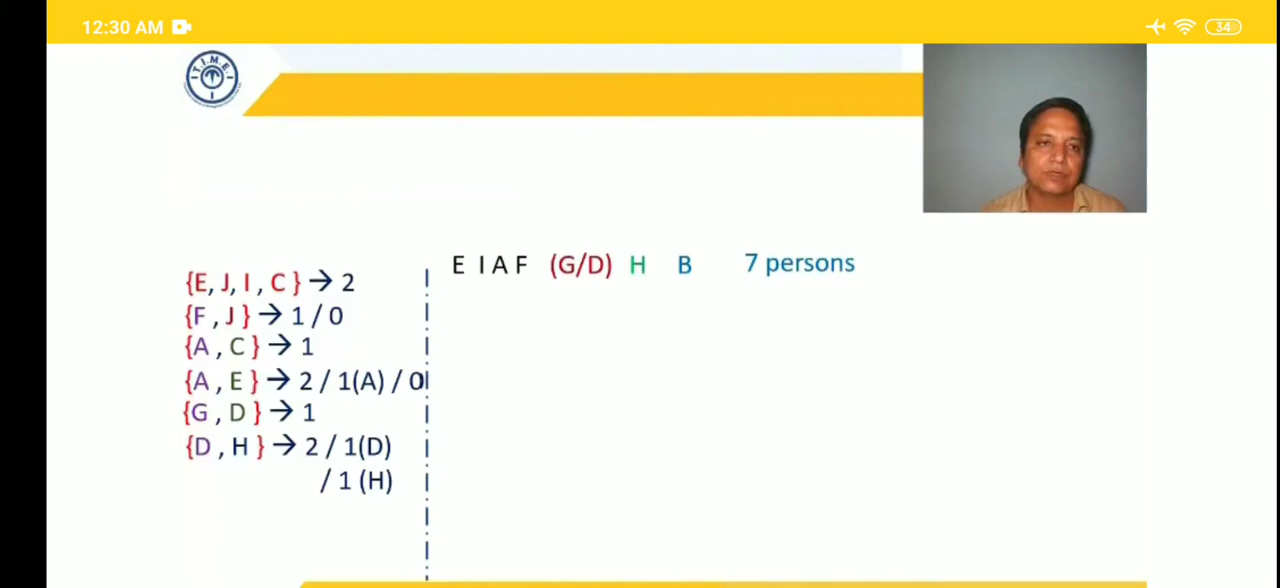 12:30 AM
34
I.T.I.M.E.I
E I A F (G/D) H B 7 persons
{E, J, I , C } → 2
{F , J } → 1 / 0
{A , C } → 1
{A , E } → 2 / 1(A) / 0
{G , D } → 1
{D , H } → 2 / 1(D)
/ 1 (H)